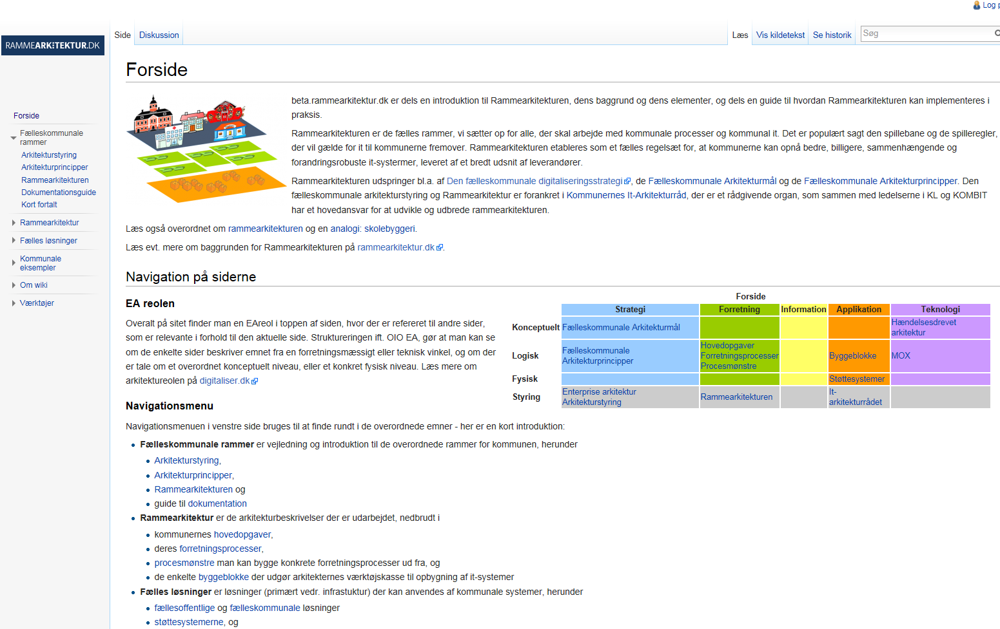 Log
RAMMEARKITEKTUR.DK
Side
Diskussion
Læs
Vis kildetekst
Se historik
Søg
Forside
Fælleskommunale
rammer
Arkitekturstyring
Arkitekturprincipper
Rammearkitekturen
Dokumentationsguide
Kort fortalt
Rammearkitektur
Fælles løsninger
Kommunale
eksempler
Om wiki
Værktøjer
Forside
beta.rammearkitektur.dk er dels en introduktion til Rammearkitekturen, dens baggrund og dens elementer, og dels en guide til hvordan Rammearkitekturen kan implementeres i
praksis.
Rammearkitekturen er de fælles rammer, vi sætter op for alle, der skal arbejde med kommunale processer og kommunal it. Det er populært sagt den spillebane og de spilleregler,
der vil gælde for it til kommunerne fremover. Rammearkitekturen etableres som et fælles regelsæt for, at kommunerne kan opnå bedre, billigere, sammenhængende og
forandringsrobuste it-systermer, leveret af et bredt udsnit af leverandører.
Rammearkitekturen udspringer bl.a. af Den fælleskommunale digitaliseringsstrategi, de Fælleskommunale Arkitekturmål og de Fælleskommunale Arkitekturprincipper. Den
fælleskommunale arkitekturstyring og Rammearkitektur er forankret i Kommunernes It-Arkitekturråd, der er et rådgivende organ, som sammen med ledelserne i KL og KOMBIT
har et hovedansvar for at udvikle og udbrede rammearkitekturen.
Læs også overordnet om rammearkitekturen og en analogi: skolebyggeri.
Læs evt. mere om baggrunden for Rammearkitekturen på rammearkitektur.dk.
Navigation på siderne
EA reolen
Overalt på sitet finder man en EAreol i toppen af siden, hvor der er refereret til andre sider,
som er relevante i forhold til den aktuelle side. Struktureringen ift. OIO EA, gør at man kan se
om de enkelte sider beskriver emnet fra en forretningsmæssigt eller teknisk vinkel, og om der
er tale om et overordnet konceptuelt niveau, eller et konkret fysisk niveau. Læs mere om
arkitektureolen på digitaliser.dk
Forside
Strategi Forretning Information Applikation Teknologi
Konceptuelt Fælleskommunale Arkitekturmål Hændelsesdrevet
arkitektur
Logisk Fælleskommunale
Arkitekturprincipper
Hovedopgaver
Forretningsprocesser
Procesmønstre
Byggeblokke
MOX
Fysisk Støttesystemer
Styring Enterprise arkitektur
Arkitekturstyring
Rammearkitekturen
It-
arkitekturrådet
Navigationsmenu
Navigationsmenuen i venstre side bruges til at finde rundt i de overordnede emner - her er en kort introduktion:
Fælleskommunale rammer er vejledning og introduktion til de overordnede rammer for kommunen, herunder
Arkitekturstyring,
Arkitekturprincipper,
Rammearkitekturen og
guide til dokumentation
Rammearkitektur er de arkitekturbeskrivelser der er udarbejdet, nedbrudt i
kommunernes hovedopgaver,
deres forretningsprocesser,
procesmønstre man kan bygge konkrete forretningsprocesser ud fra, og
de enkelte byggeblokke der udgør arkitekternes værktøjskasse til opbygning af it-systemer
Fælles løsninger er løsninger (primært vedr. infrastuktur) der kan anvendes af kommunale systemer, herunder
fællesoffentlige og fælleskommunale løsninger
støttesystemerne, og